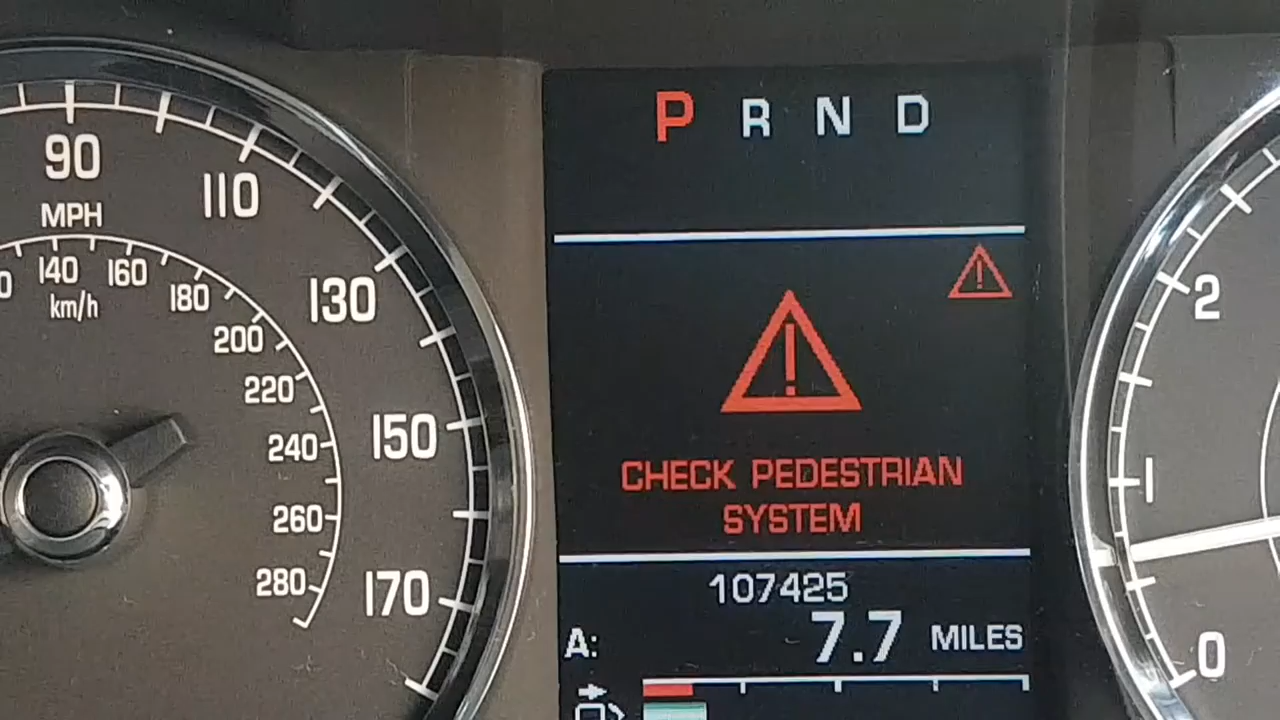 P R N D
90
110
MPH
140 160
km/h
180
130
200
220
150
240
260
280
170
CHECK PEDESTRIAN
SYSTEM
107425
A: 7.7 MILES
2
1
0